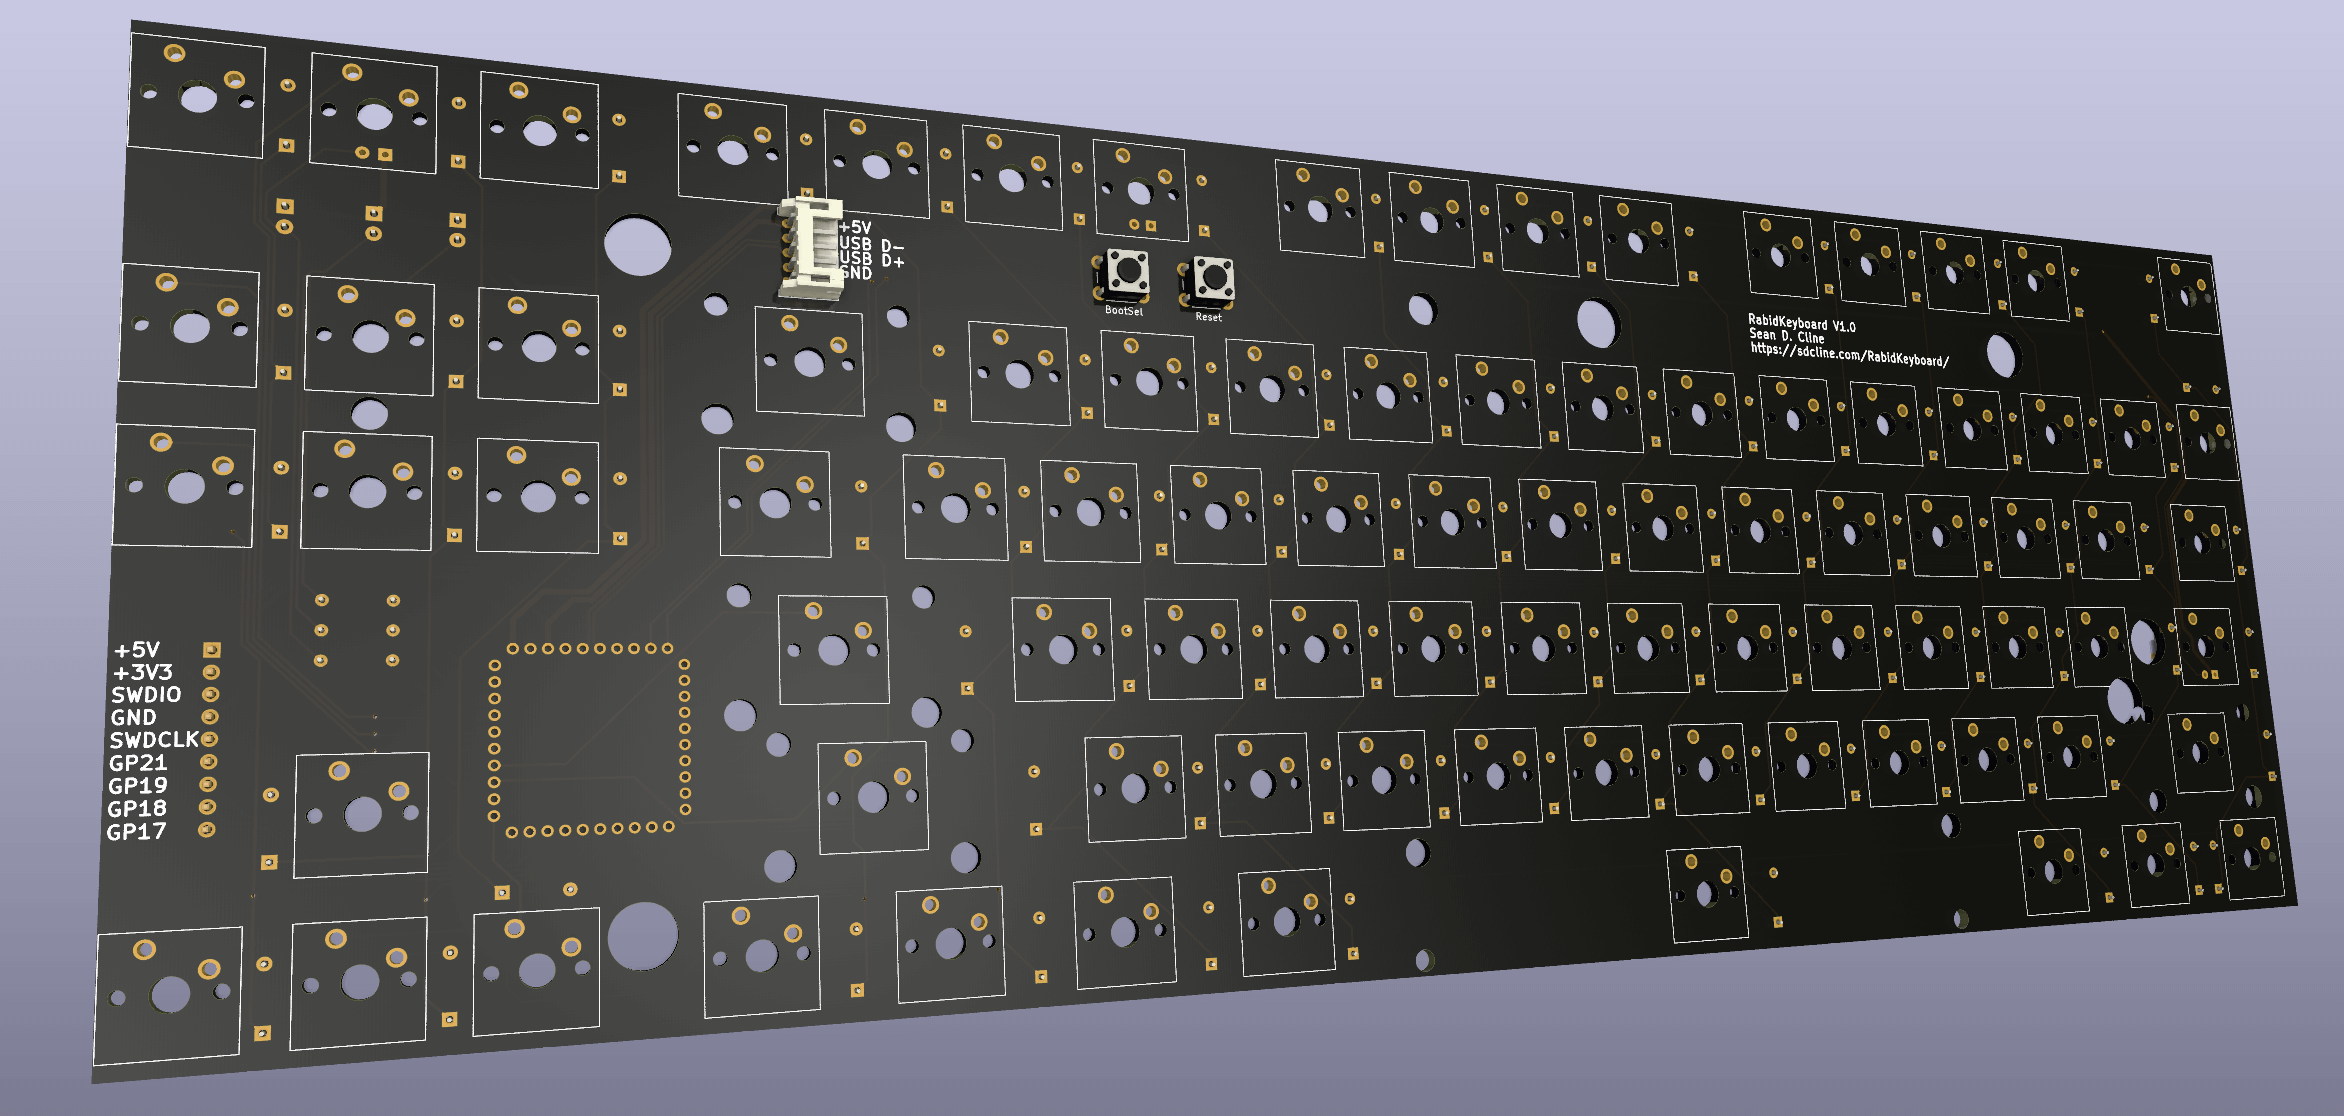 +5V
USB D-
USB D+
GND
BootSel
Reset
RabidKeyboard V1.0
Sean D. Cline
https://sdcline.com/RabidKeyboard/
+5V
+3V3
SWDIO
GND
SWDCLK
GP21
GP19
GP18
GP17